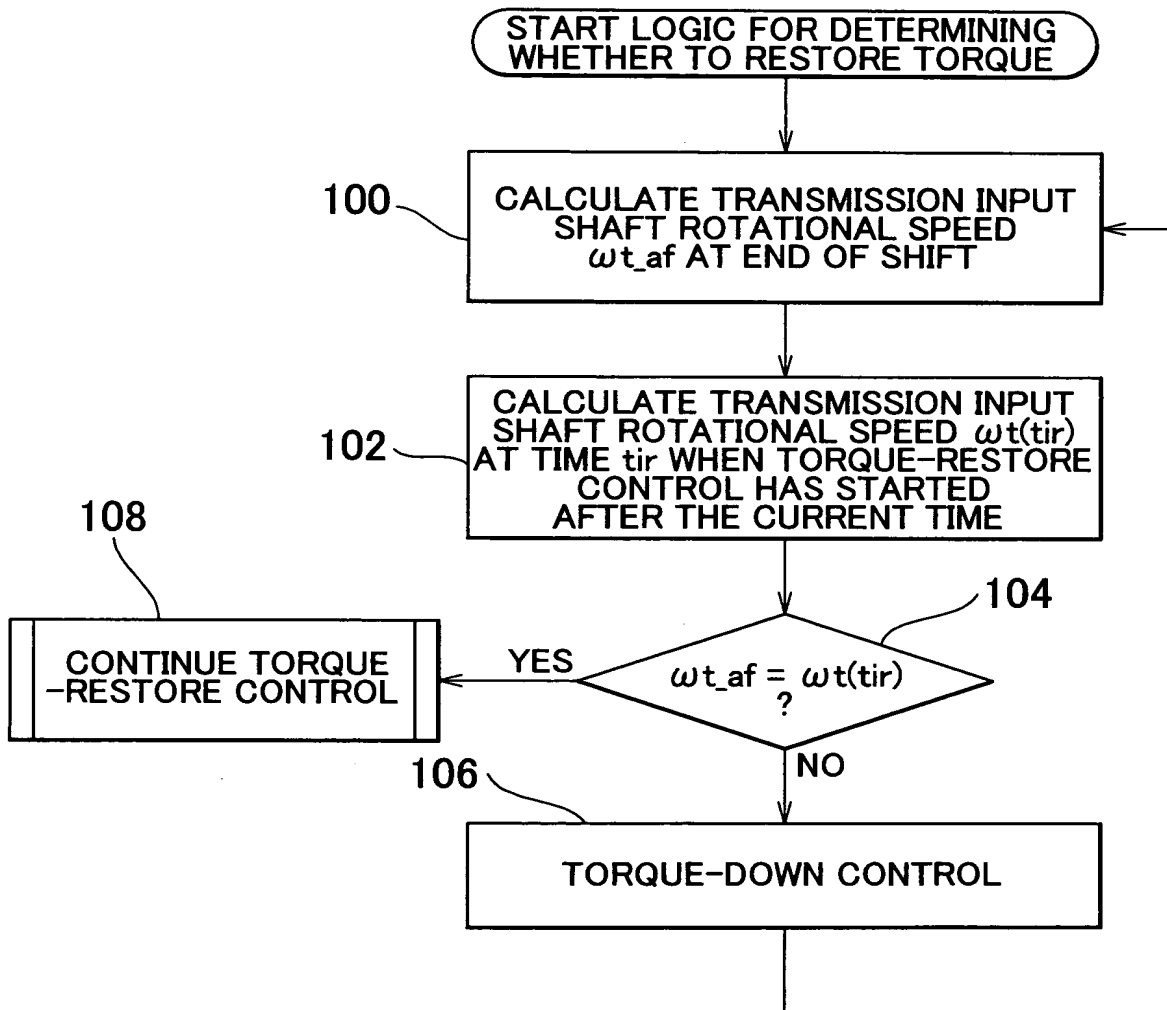 START LOGIC FOR DETERMINING
WHETHER TO RESTORE TORQUE
100
CALCULATE TRANSMISSION INPUT
SHAFT ROTATIONAL SPEED
ωt_af AT END OF SHIFT
102
CALCULATE TRANSMISSION INPUT
SHAFT ROTATIONAL SPEED ωt(tir)
AT TIME tir WHEN TORQUE-RESTORE
CONTROL HAS STARTED
AFTER THE CURRENT TIME
108
104
CONTINUE TORQUE
-RESTORE CONTROL
YES
ωt_af = ωt(tir)
?
NO
106
TORQUE-DOWN CONTROL